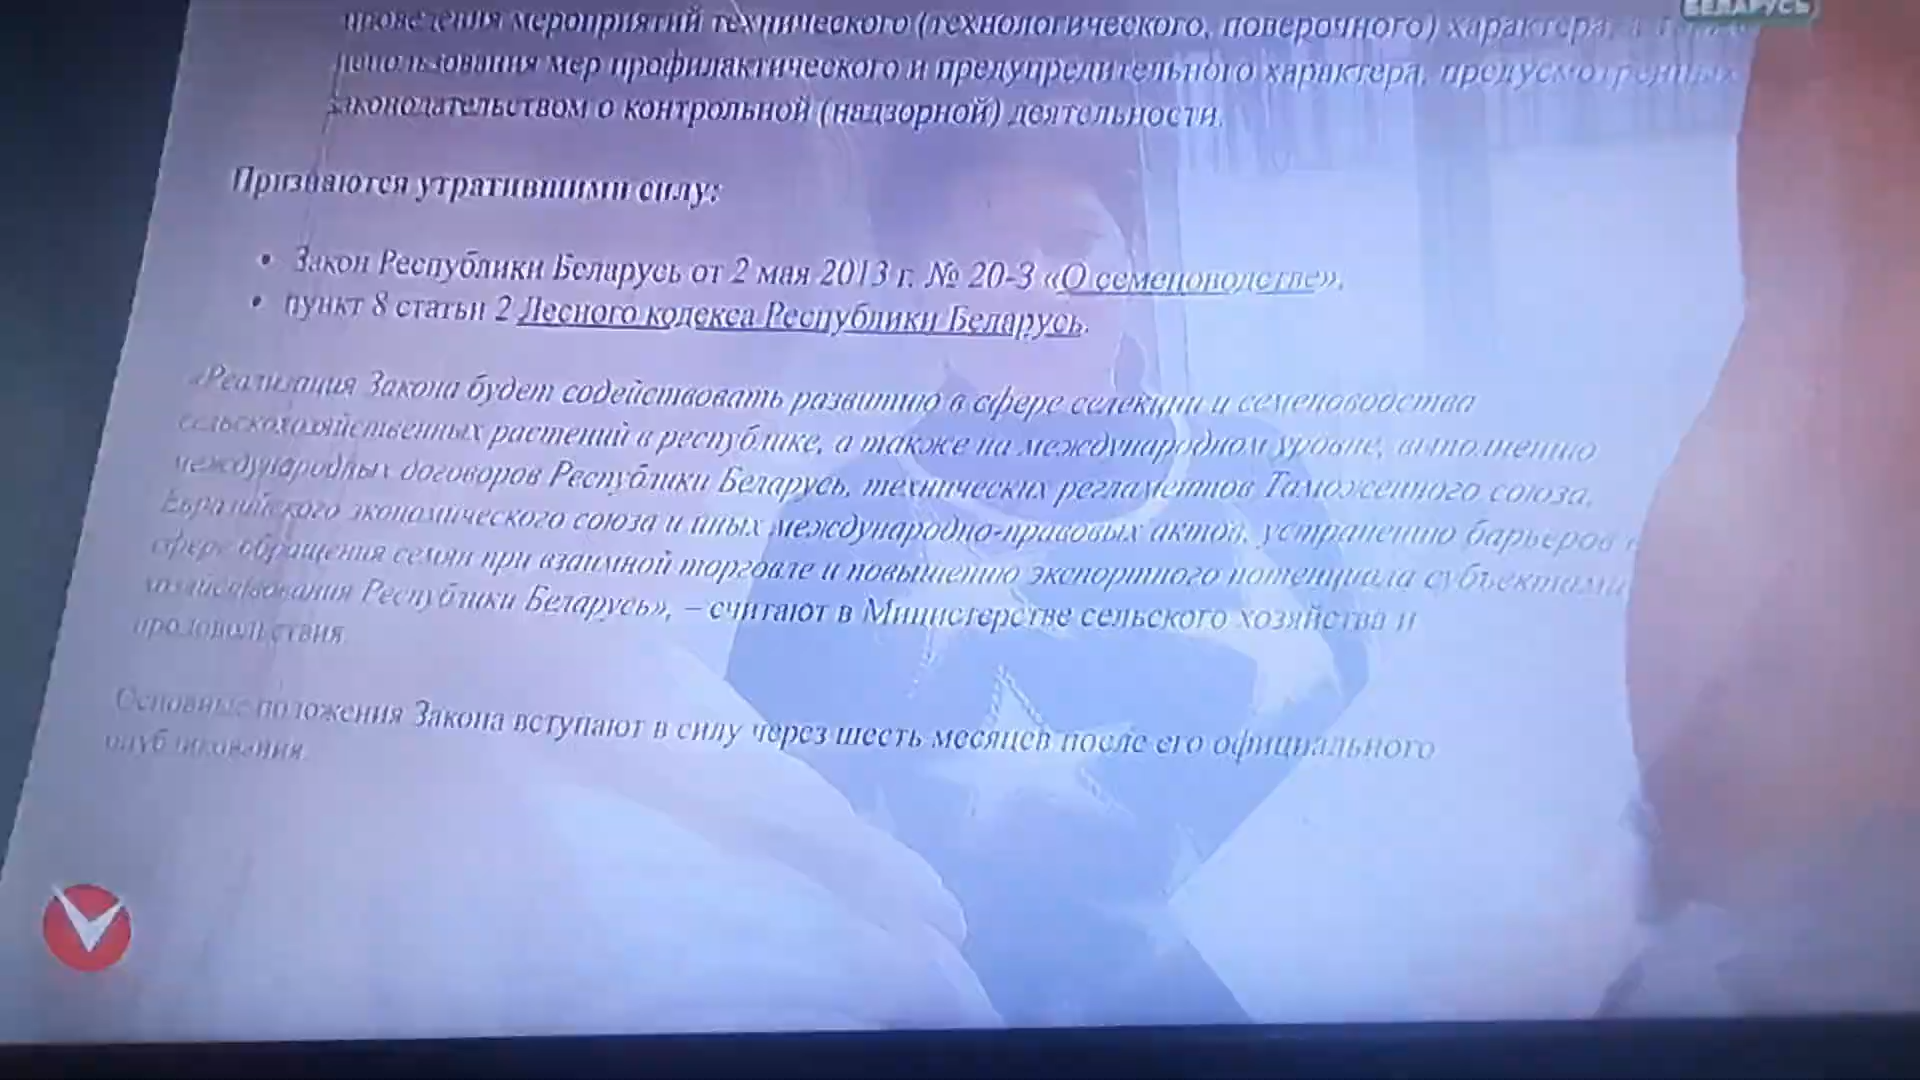 БЕЛАРУСЬ
проведения мероприятий технического (технологического, поверочного) характера,
использования мер профилактического и предупредительного характера, предусмотренных
законодательством о контрольной (надзорной) деятельности.
Признаются утратившими силу:
• Закон Республики Беларусь от 2 мая 2013 г. № 20-З «О семеноводстве»,
• пункт 8 статьи 2 Лесного кодекса Республики Беларусь.
«Реализация Закона будет содействовать развитию в сфере селекции и семеноводства
сельскохозяйственных растений в республике, а также на международном уровне, выполнению
международных договоров Республики Беларусь, технических регламентов Таможенного союза,
Евразийского экономического союза и иных международно-правовых актов, устранению барьеров в
сфере обращения семян при взаимной торговле и повышению экспортного потенциала субъектами
хозяйствования Республики Беларусь», – считают в Министерстве сельского хозяйства и
продовольствия.
Основные положения Закона вступают в силу через шесть месяцев после его официального
опубликования.